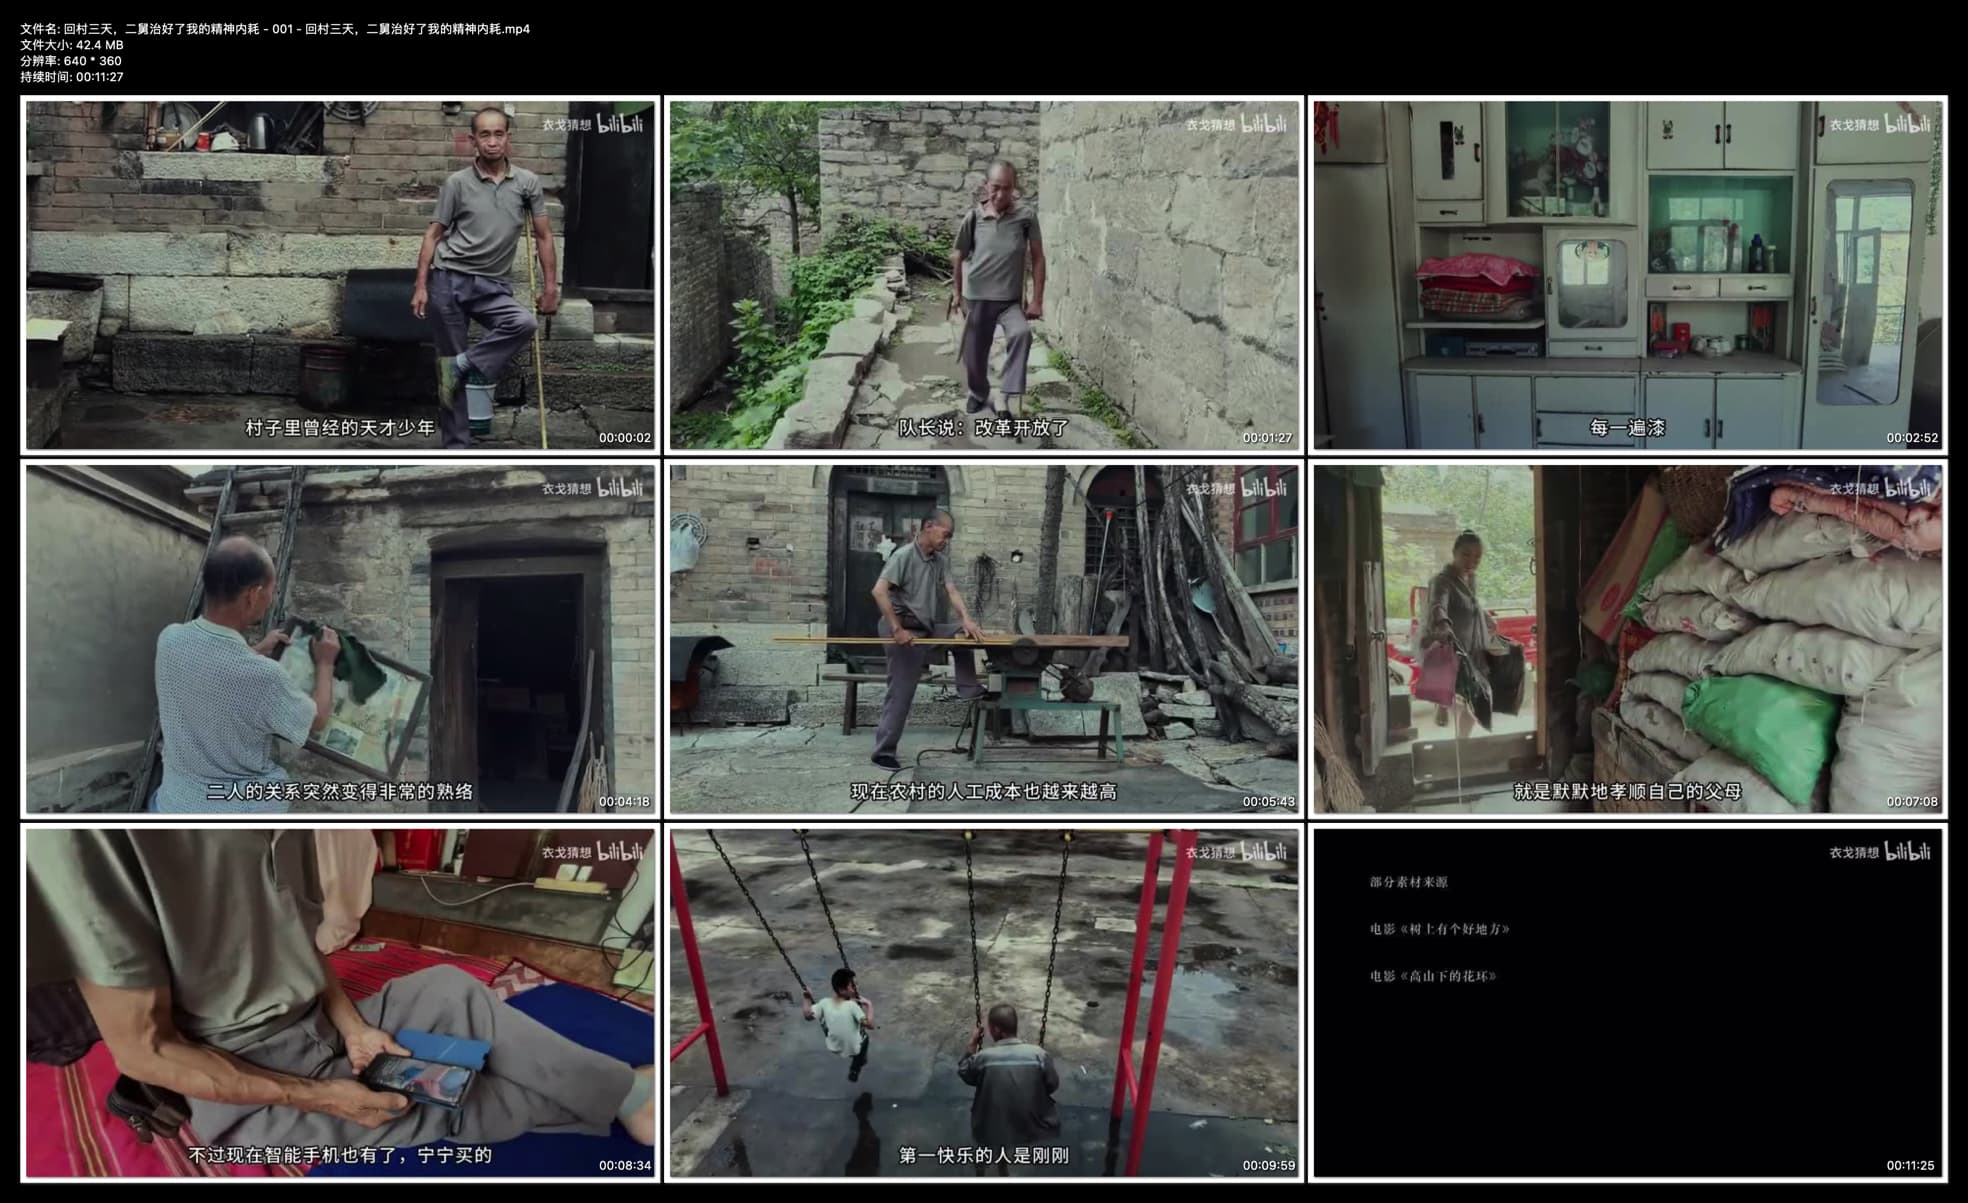 文件名: 回村三天，二舅治好了我的精神内耗 - 001 - 回村三天，二舅治好了我的精神内耗.mp4
文件大小: 42.4 MB
分辨率: 640 * 360
持续时间: 00:11:27
衣戈猜想 bilibili
村子里曾经的天才少年
00:00:02
衣戈猜想 bilibili
队长说：改革开放了
00:01:27
衣戈猜想 bilibili
每一遍漆
00:02:52
衣戈猜想 bilibili
二人的关系突然变得非常的熟络
00:04:18
衣戈猜想 bilibili
现在农村的人工成本也越来越高
00:05:43
衣戈猜想 bilibili
就是默默地孝顺自己的父母
00:07:08
衣戈猜想 bilibili
不过现在智能手机也有了，宁宁买的
00:08:34
衣戈猜想 bilibili
第一快乐的人是刚刚
00:09:59
衣戈猜想 bilibili
部分素材来源
电影《树上有个好地方》
电影《高山下的花环》
00:11:25